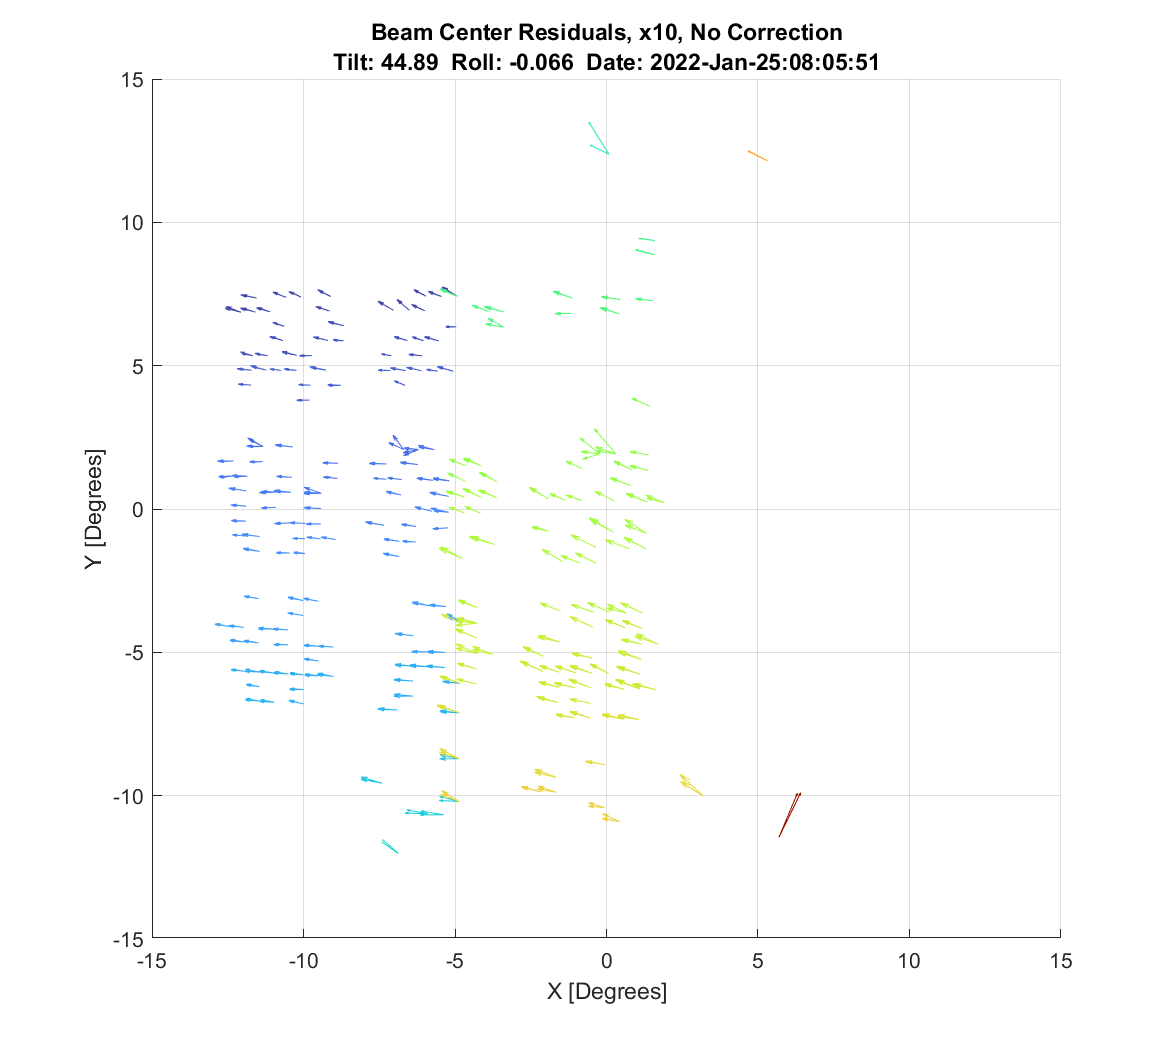 Beam Center Residuals, x10, No Correction
Tilt: 44.89  Roll: -0.066  Date: 2022-Jan-25:08:05:51
15
10
5
0
-5
-10
-15
Y [Degrees]
-15 -10 -5 0 5 10 15
X [Degrees]